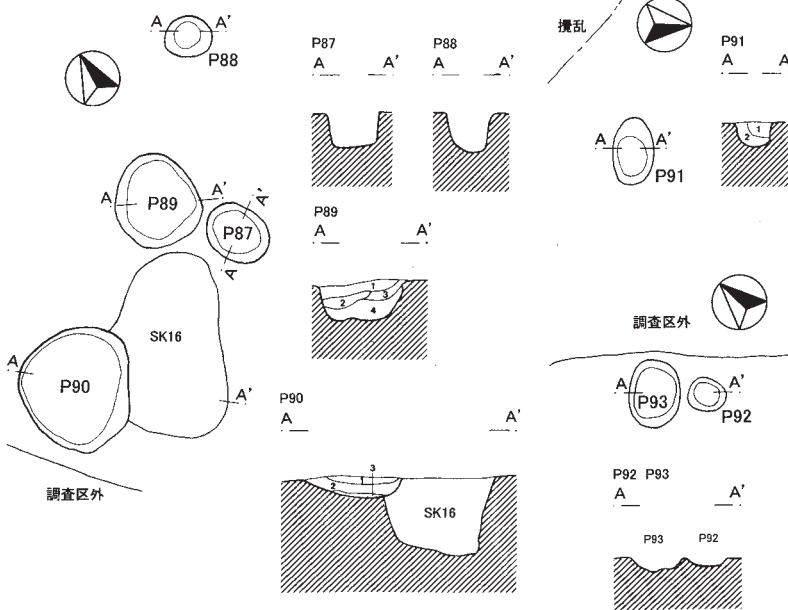 A A'
P88
P89
A A'
P87
A'
A
SK16
P90
A
A'
調査区外
P87
A A'
P88
A A'
P89
A A'
1
2
3
4
P90
A A'
3
1
2
SK16
攪乱
A A'
P91
P91
A A
1
2
調査区外
A A'
P93
P92
P92 P93
A A'
P93 P92